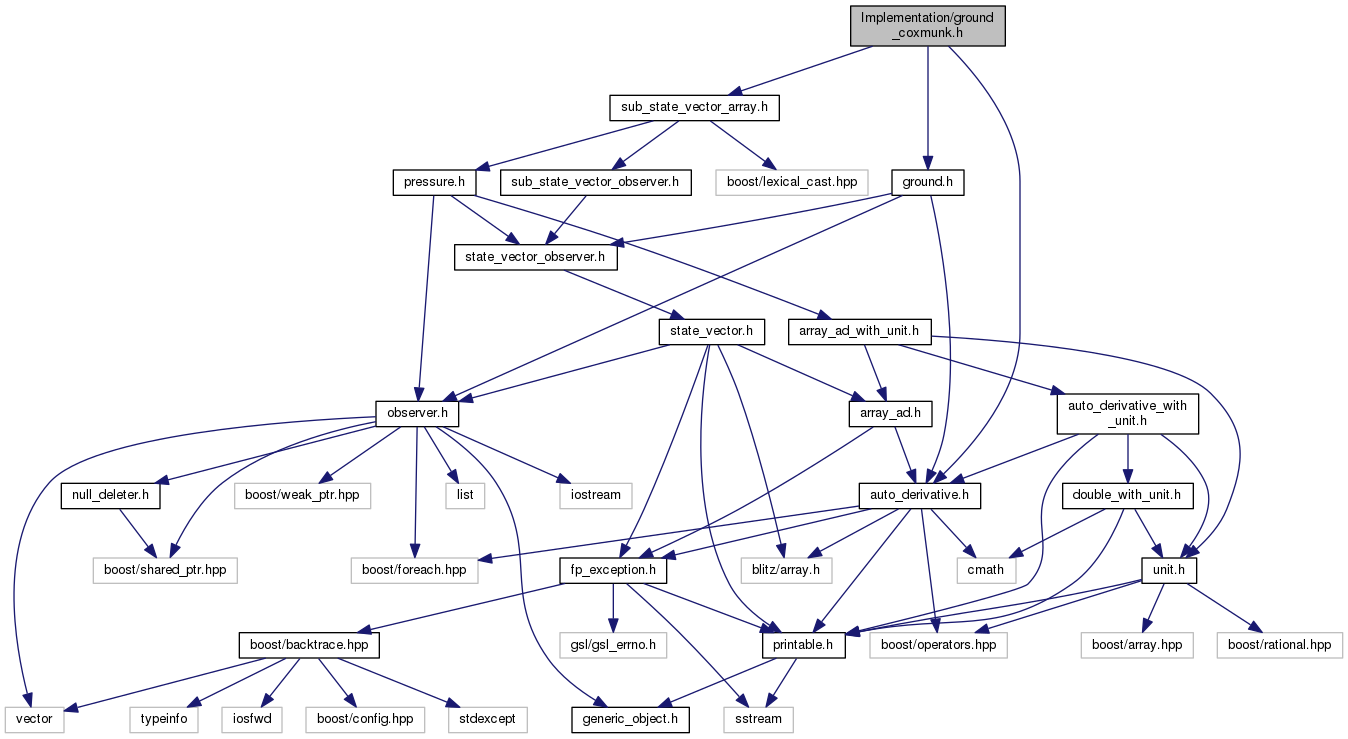 Implementation/ground
_coxmunk.h
sub_state_vector_array.h
pressure.h
sub_state_vector_observer.h
boost/lexical_cast.hpp
ground.h
state_vector_observer.h
state_vector.h
array_ad_with_unit.h
observer.h
array_ad.h
auto_derivative_with
_unit.h
null_deleter.h
boost/weak_ptr.hpp
list
iostream
auto_derivative.h
double_with_unit.h
boost/shared_ptr.hpp
boost/foreach.hpp
fp_exception.h
blitz/array.h
cmath
unit.h
boost/backtrace.hpp
gsl/gsl_errno.h
printable.h
boost/operators.hpp
boost/array.hpp
boost/rational.hpp
vector
typeinfo
iosfwd
boost/config.hpp
stdexcept
generic_object.h
sstream